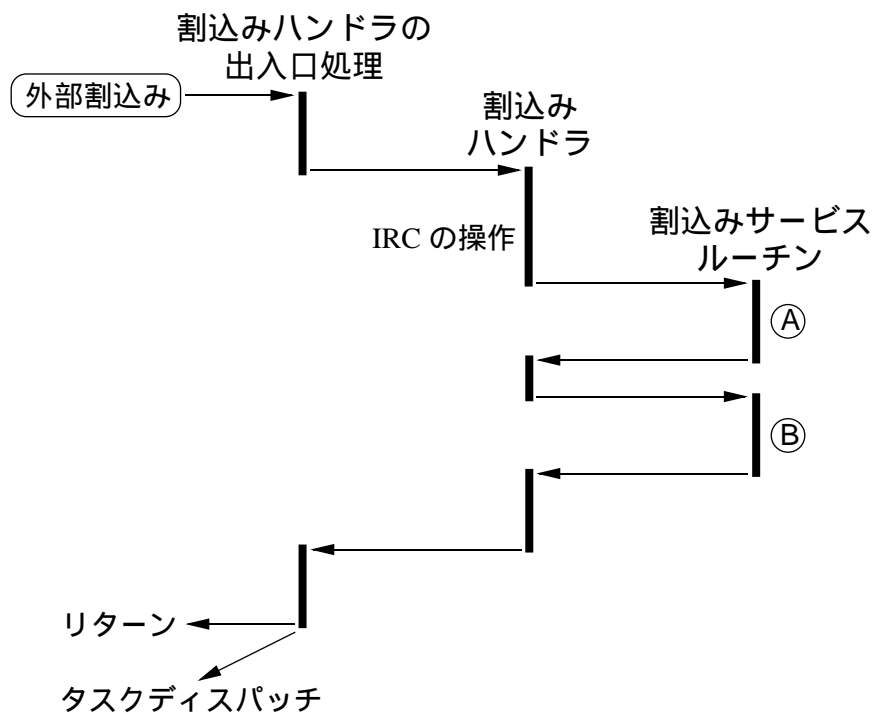 割込みハンドラの
出入口処理
外部割込み
割込み
ハンドラ
IRC の操作
割込みサービス
ルーチン
A
B
リターン
タスクディスパッチ